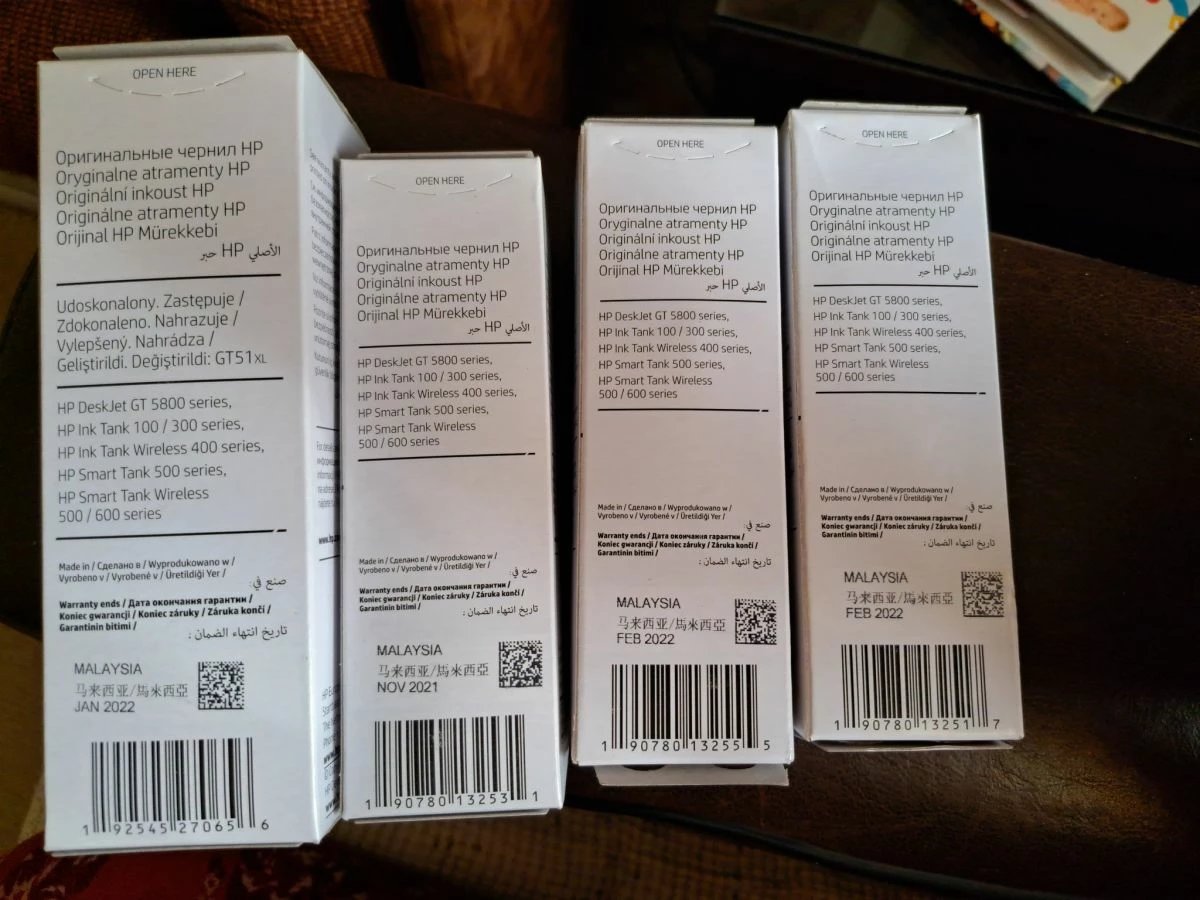 OPEN HERE
Оригинальные чернил HP
Oryginalne atramenty HP
Originální inkoust HP
Originálne atramenty HP
Orijinal HP Mürekkebi
حبر HP الأصلي
Udoskonalony. Zastępuje /
Zdokonaleno. Nahrazuje /
Vylepšený. Nahrádza /
Geliştirildi. Değiştirildi: GT51XL
HP DeskJet GT 5800 series,
HP Ink Tank 100 / 300 series,
HP Ink Tank Wireless 400 series,
HP Smart Tank 500 series,
HP Smart Tank Wireless
500 / 600 series
Made in / Сделано в / Wyprodukowano w /
Vyrobeno v / Vyrobené v / Üretildiği Yer /
صنع في:
Warranty ends / Дата окончания гарантии /
Koniec gwarancji / Koniec záruky / Záruka končí /
Garantinin bitimi /
تاريخ انتهاء الضمان :
MALAYSIA
马来西亚/馬來西亞
JAN 2022
1 92545 27065 6
OPEN HERE
Оригинальные чернил HP
Oryginalne atramenty HP
Originální inkoust HP
Originálne atramenty HP
Orijinal HP Mürekkebi
حبر HP الأصلي
HP DeskJet GT 5800 series,
HP Ink Tank 100 / 300 series,
HP Ink Tank Wireless 400 series,
HP Smart Tank 500 series,
HP Smart Tank Wireless
500 / 600 series
Made in / Сделано в / Wyprodukowano w /
Vyrobeno v / Vyrobené v / Üretildiği Yer /
صنع في:
Warranty ends / Дата окончания гарантии /
Koniec gwarancji / Koniec záruky / Záruka končí /
Garantinin bitimi /
تاريخ انتهاء الضمان :
MALAYSIA
马来西亚/馬來西亞
NOV 2021
1 90780 13253 1
OPEN HERE
Оригинальные чернил HP
Oryginalne atramenty HP
Originální inkoust HP
Originálne atramenty HP
Orijinal HP Mürekkebi
حبر HP الأصلي
HP DeskJet GT 5800 series,
HP Ink Tank 100 / 300 series,
HP Ink Tank Wireless 400 series,
HP Smart Tank 500 series,
HP Smart Tank Wireless
500 / 600 series
Made in / Сделано в / Wyprodukowano w /
Vyrobeno v / Vyrobené v / Üretildiği Yer /
صنع في:
Warranty ends / Дата окончания гарантии /
Koniec gwarancji / Koniec záruky / Záruka končí /
Garantinin bitimi /
تاريخ انتهاء الضمان :
MALAYSIA
马来西亚/馬來西亞
FEB 2022
1 90780 13255 5
OPEN HERE
Оригинальные чернил HP
Oryginalne atramenty HP
Originální inkoust HP
Originálne atramenty HP
Orijinal HP Mürekkebi
حبر HP الأصلي
HP DeskJet GT 5800 series,
HP Ink Tank 100 / 300 series,
HP Ink Tank Wireless 400 series,
HP Smart Tank 500 series,
HP Smart Tank Wireless
500 / 600 series
Made in / Сделано в / Wyprodukowano w /
Vyrobeno v / Vyrobené v / Üretildiği Yer /
صنع في:
Warranty ends / Дата окончания гарантии /
Koniec gwarancji / Koniec záruky / Záruka končí /
Garantinin bitimi /
تاريخ انتهاء الضمان :
MALAYSIA
马来西亚/馬來西亞
FEB 2022
1 90780 13251 7